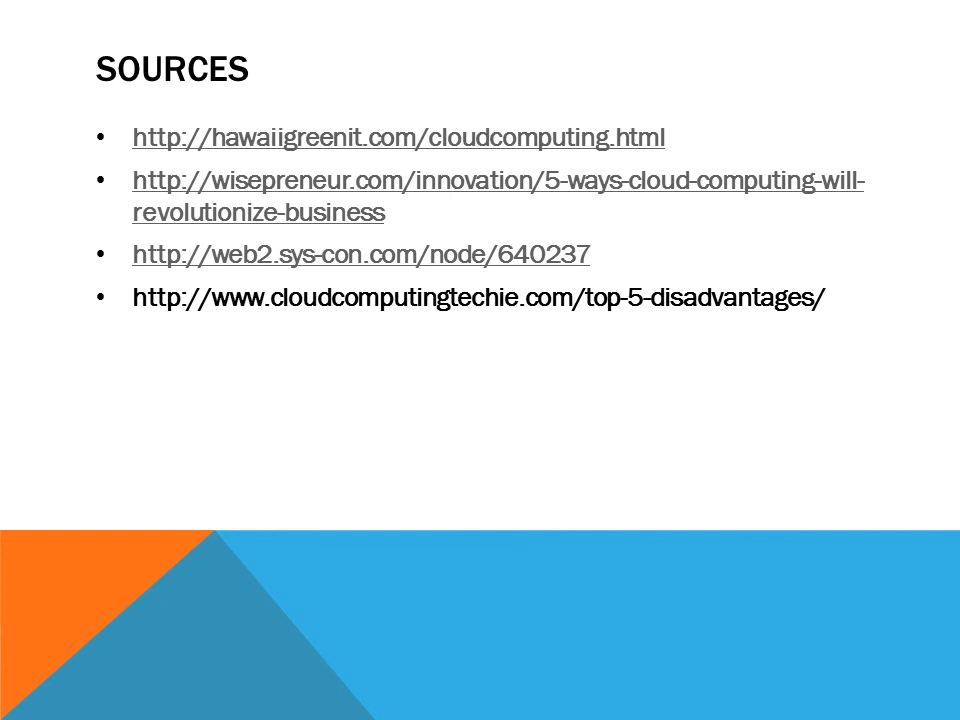 SOURCES
• http://hawaiigreenit.com/cloudcomputing.html
• http://wisepreneur.com/innovation/5-ways-cloud-computing-will-
revolutionize-business
• http://web2.sys-con.com/node/640237
• http://www.cloudcomputingtechie.com/top-5-disadvantages/